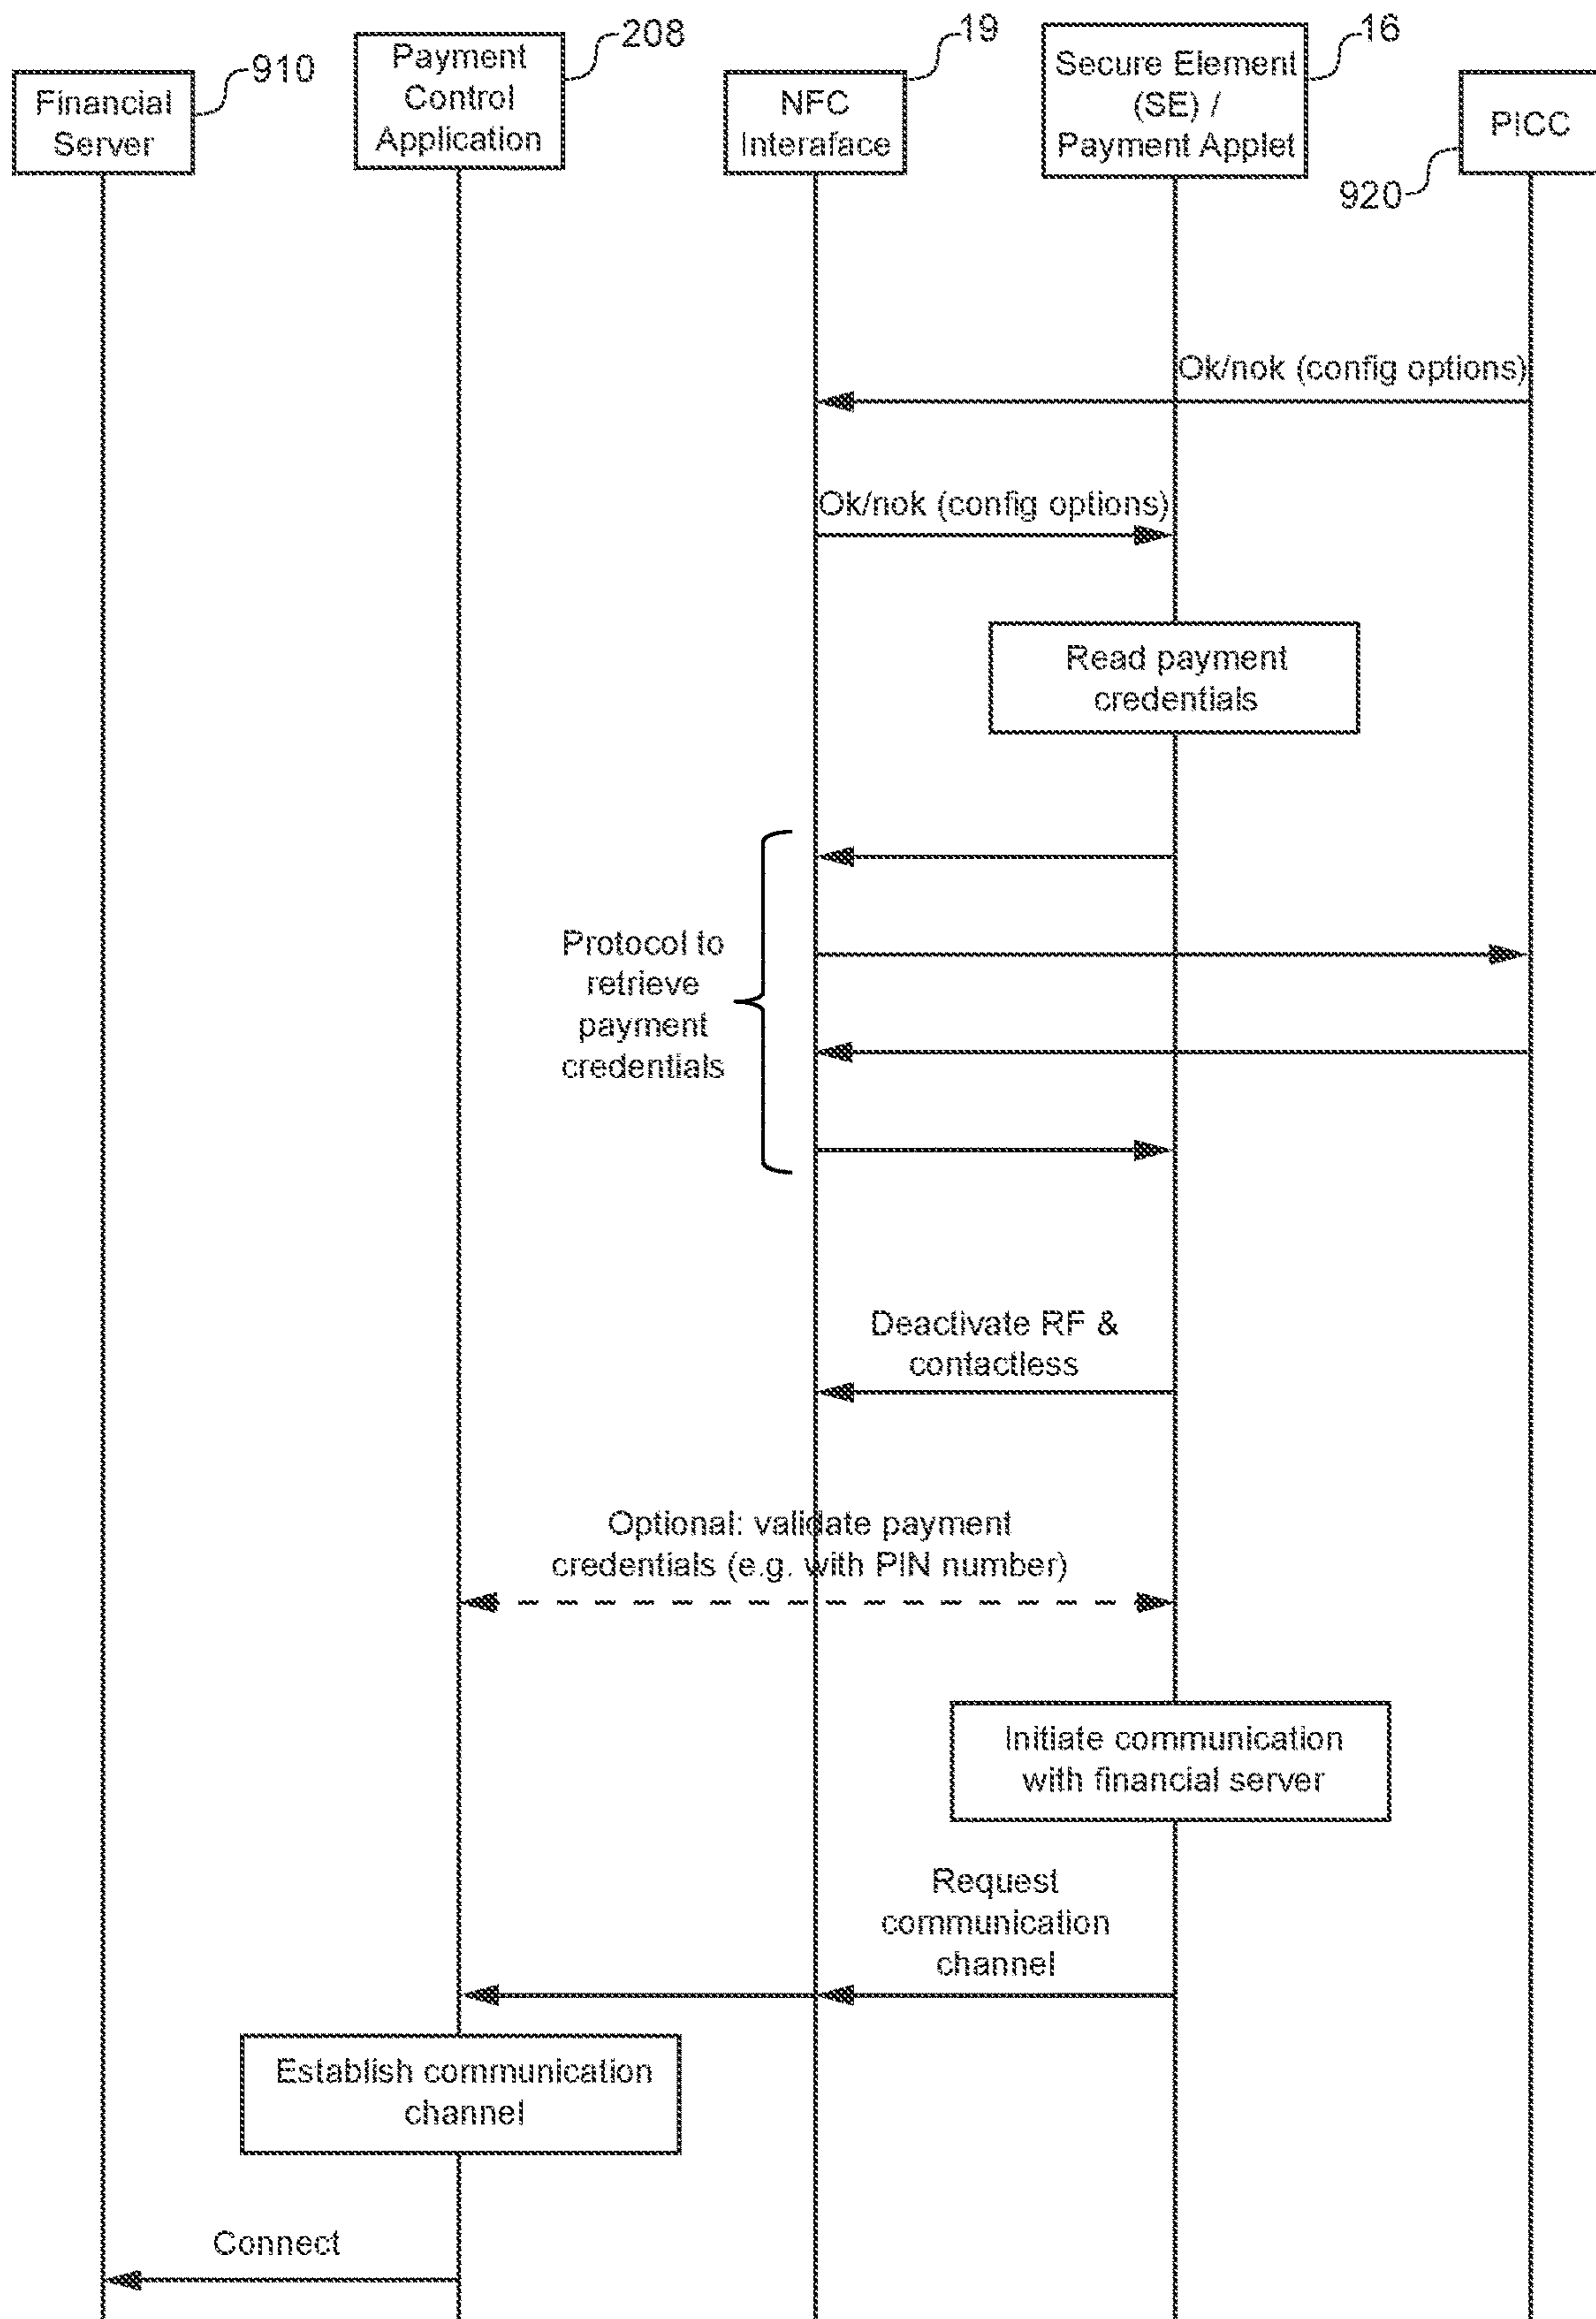 910
208
19
16
Financial
Server
Payment
Control
Application
NFC
Interaface
Secure Element
(SE) /
Payment Applet
PICC
920
Ok/nok (config options)
Ok/nok (config options)
Read payment
credentials
Protocol to
retrieve
payment
credentials
Deactivate RF &
contactless
Optional: validate payment
credentials (e.g. with PIN number)
Initiate communication
with financial server
Request
communication
channel
Establish communication
channel
Connect